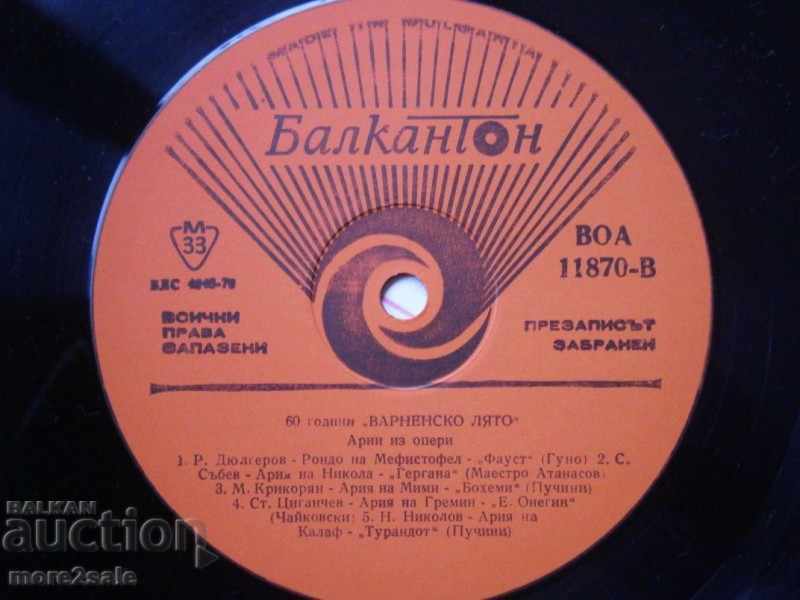 MADE IN BULGARIA
Балкантон
М
33
ВОА
11870-В
БДС
ВСИЧКИ
ПРАВА
ЗАПАЗЕНИ
ПРЕЗАПИСЪТ
ЗАБРАНЕН
60 години „ВАРНЕНСКО ЛЯТО“
Арии из опери
1. Р. Дюлгеров - Рондо на Мефистофел - „Фауст“ (Гуно) 2. С.
Събев - Ария на Никола - „Гергана“ (Маестро Атанасов)
3. М. Крикорян - Ария на Мими - „Бохеми“ (Пучини)
4. Ст. Циганчев - Ария на Гремин - „Е. Онегин“
(Чайковски) 5. Н. Николов - Ария на
Калаф - „Турандот“ (Пучини)
BALKAN
auction
more2sale